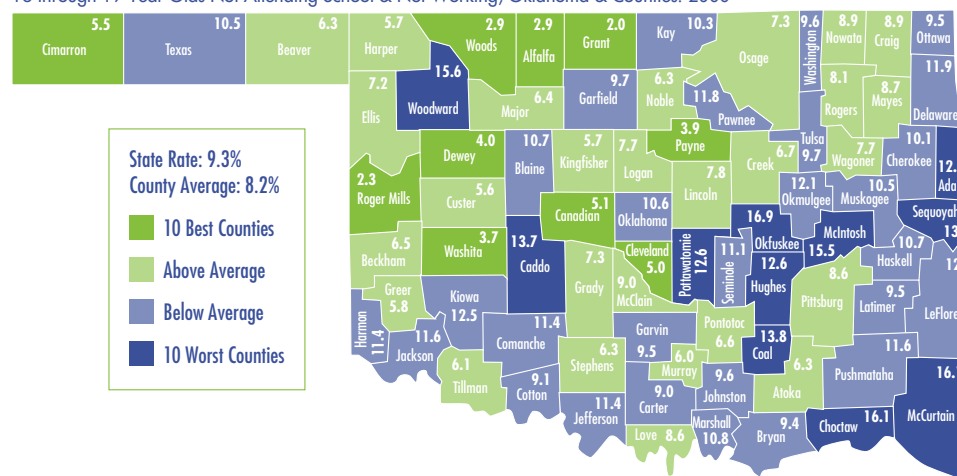 5.5
Cimarron
10.5
Texas
6.3
Beaver
5.7
Harper
2.9
Woods
2.9
Alfalfa
2.0
Grant
10.3
Kay
7.3
Osage
9.6
Washington
8.9
Nowata
8.9
Craig
9.5
Ottawa
7.2
Ellis
15.6
Woodward
6.4
Major
9.7
Garfield
6.3
Noble
11.8
Pawnee
8.1
Rogers
8.7
Mayes
11.9
Delaware
State Rate: 9.3%
County Average: 8.2%
10 Best Counties
Above Average
Below Average
10 Worst Counties
2.3
Roger Mills
4.0
Dewey
10.7
Blaine
5.7
Kingfisher
7.7
Logan
3.9
Payne
6.7
Creek
Tulsa
9.7
7.7
Wagoner
10.1
Cherokee
5.6
Custer
5.1
Canadian
10.6
Oklahoma
7.8
Lincoln
12.1
Okmulgee
10.5
Muskogee
Sequoyah
6.5
Beckham
3.7
Washita
13.7
Caddo
7.3
Grady
Cleveland
5.0
9.0
McClain
Pottawatomie
12.6
Seminole
11.1
16.9
Okfuskee
12.6
Hughes
McIntosh
15.5
10.7
Haskell
Greer
5.8
Harmon
11.4
11.6
Jackson
Kiowa
12.5
11.4
Comanche
6.1
Tillman
9.1
Cotton
6.3
Stephens
11.4
Jefferson
Garvin
9.5
6.0
Murray
Pontotoc
6.6
13.8
Coal
8.6
Pittsburg
9.5
Latimer
LeFlore
9.0
Carter
9.6
Johnston
6.3
Atoka
11.6
Pushmataha
Love 8.6
Marshall
10.8
9.4
Bryan
16.1
Choctaw
McCurtain